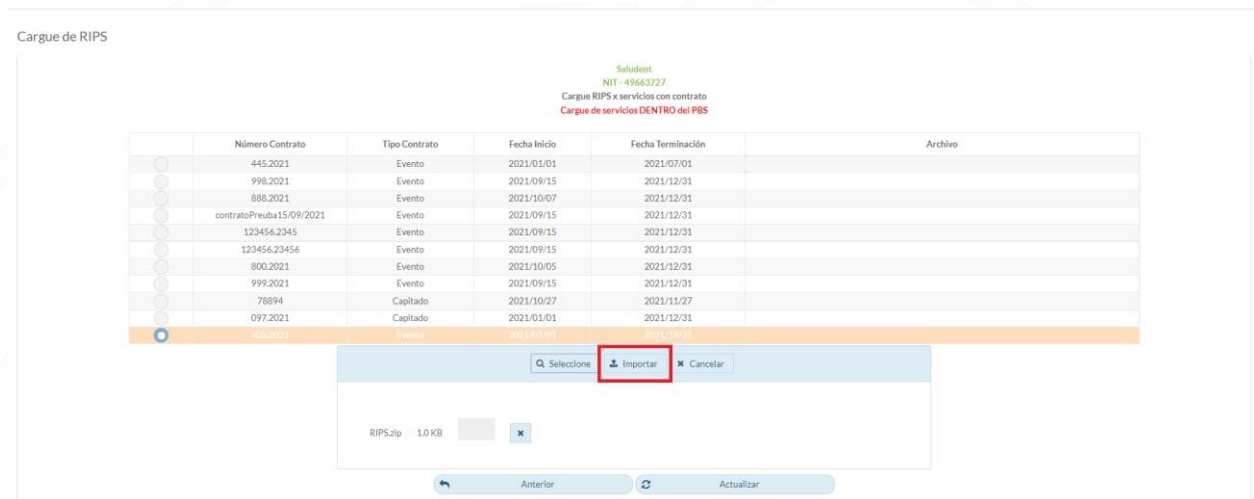 Cargue de RIPS
Saludent
NIT - 49663727
Cargue RIPS x servicios con contrato
Cargue de servicios DENTRO del PBS
Número Contrato Tipo Contrato Fecha Inicio Fecha Terminación Archivo
445.2021 Evento 2021/01/01 2021/07/01
998.2021 Evento 2021/09/15 2021/12/31
888.2021 Evento 2021/10/07 2021/12/31
contratoPreuba15/09/2021 Evento 2021/09/15 2021/12/31
123456.2345 Evento 2021/09/15 2021/12/31
123456.23456 Evento 2021/09/15 2021/12/31
800.2021 Evento 2021/10/05 2021/12/31
999.2021 Evento 2021/09/15 2021/12/31
78894 Capitado 2021/10/27 2021/11/27
097.2021 Capitado 2021/01/01 2021/12/31
Evento 2021/01/01 2021/12/31
Seleccione Importar Cancelar
RIPS.zip 1.0 KB
Anterior Actualizar